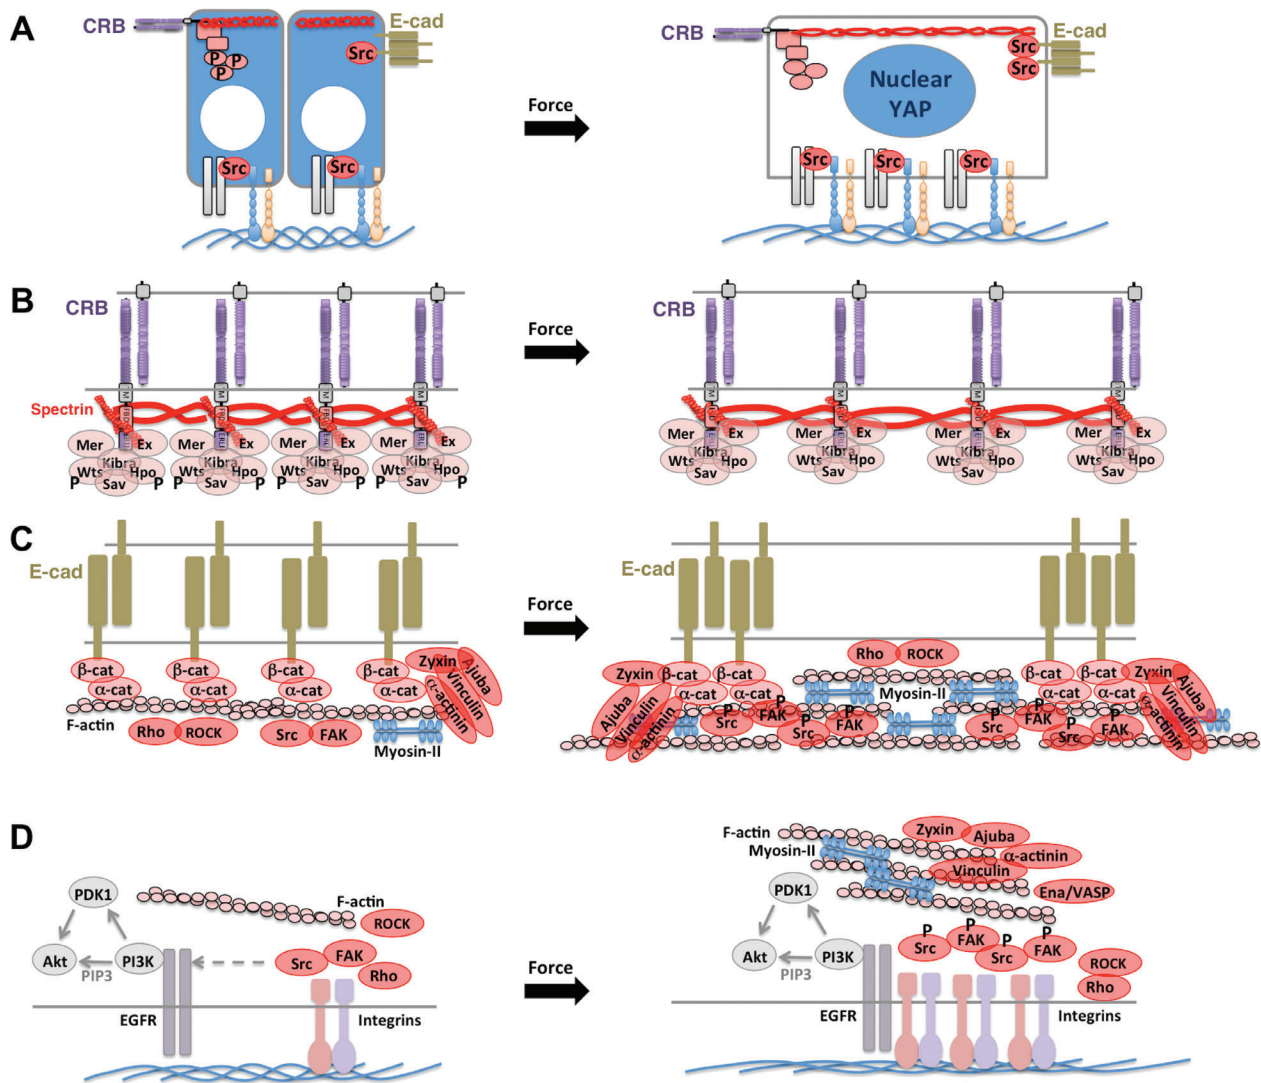 A
CRB
E-cad
P
P
P
Src
Src
Src
Force
CRB
E-cad
Src
Src
Nuclear
YAP
Src
Src
Src
B
CRB
M
M
M
M
Spectrin
Mer
Ex
Mer
Ex
Mer
Ex
Mer
Ex
Kibra
Kibra
Kibra
Kibra
Wts
Hpo
Wts
Hpo
Wts
Hpo
Wts
Hpo
Sav
Sav
Sav
Sav
P
P
P
P
P
P
P
P
Force
CRB
M
M
M
M
Mer
Ex
Mer
Ex
Mer
Ex
Mer
Ex
Kibra
Kibra
Kibra
Kibra
Wts
Hpo
Wts
Hpo
Wts
Hpo
Wts
Hpo
Sav
Sav
Sav
Sav
C
E-cad
β-cat
β-cat
β-cat
β-cat
α-cat
α-cat
α-cat
α-cat
Zyxin
Ajuba
Vinculin
α-actinin
F-actin
Rho
ROCK
Src
FAK
Myosin-II
Force
E-cad
Rho
ROCK
Zyxin
β-cat
β-cat
β-cat
β-cat
Zyxin
α-cat
α-cat
α-cat
α-cat
Myosin-II
Ajuba
Vinculin
α-actinin
P
Src
P
FAK
P
Src
P
FAK
P
Src
P
FAK
P
Src
P
FAK
Ajuba
Vinculin
α-actinin
D
PDK1
Akt
PI3K
PIP3
F-actin
ROCK
Src
FAK
Rho
EGFR
Integrins
Force
F-actin
Myosin-II
Zyxin
Ajuba
α-actinin
Vinculin
Ena/VASP
PDK1
Akt
PI3K
PIP3
P
Src
P
FAK
P
Src
P
FAK
ROCK
Rho
EGFR
Integrins